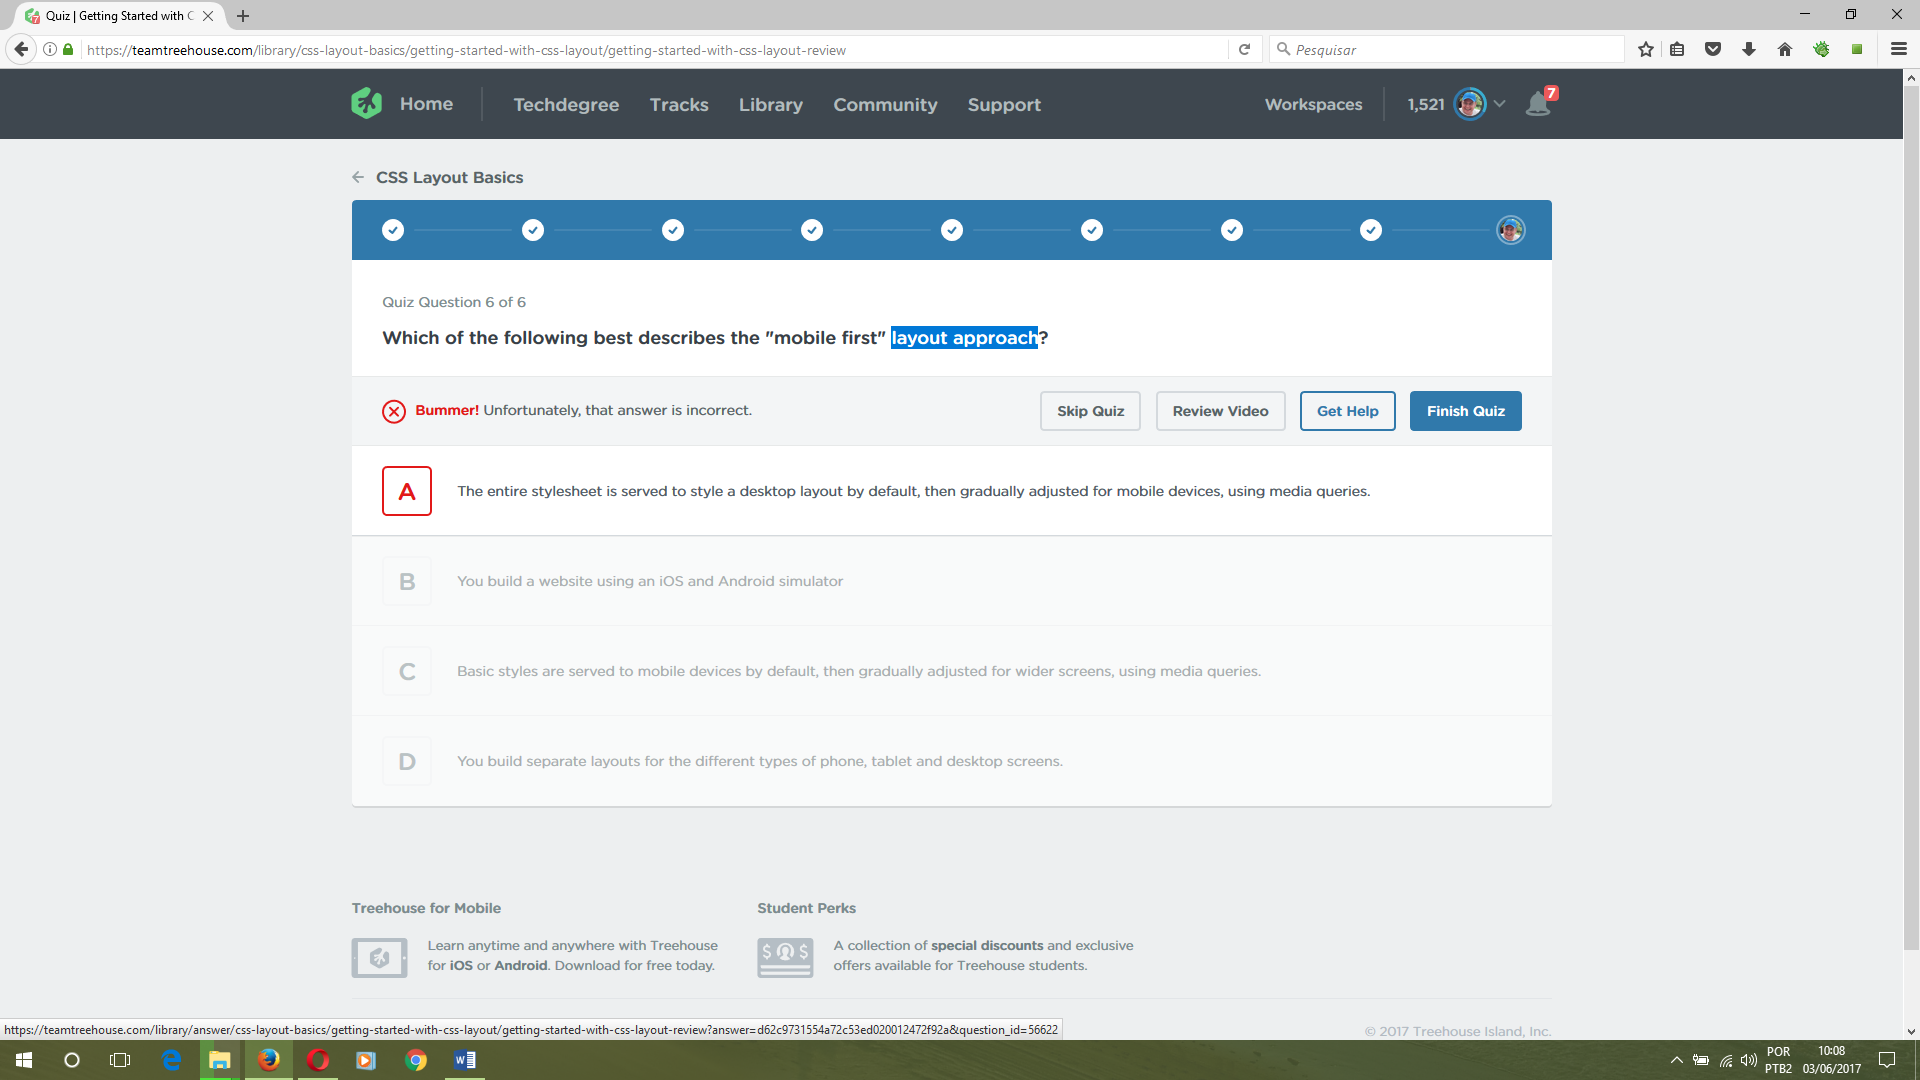 Quiz | Getting Started with C
https://teamtreehouse.com/library/css-layout-basics/getting-started-with-css-layout/getting-started-with-css-layout-review
Pesquisar
Home
Techdegree
Tracks
Library
Community
Support
Workspaces
1,521
7
CSS Layout Basics
Quiz Question 6 of 6
Which of the following best describes the "mobile first" layout approach?
Bummer! Unfortunately, that answer is incorrect.
Skip Quiz
Review Video
Get Help
Finish Quiz
A
The entire stylesheet is served to style a desktop layout by default, then gradually adjusted for mobile devices, using media queries.
B
You build a website using an iOS and Android simulator
C
Basic styles are served to mobile devices by default, then gradually adjusted for wider screens, using media queries.
D
You build separate layouts for the different types of phone, tablet and desktop screens.
Treehouse for Mobile
Learn anytime and anywhere with Treehouse
for iOS or Android. Download for free today.
Student Perks
A collection of special discounts and exclusive
offers available for Treehouse students.
https://teamtreehouse.com/library/answer/css-layout-basics/getting-started-with-css-layout/getting-started-with-css-layout-review?answer=d62c9731554a72c53ed020012472f92a&question_id=56622
© 2017 Treehouse Island, Inc.
POR
PTB2
10:08
03/06/2017